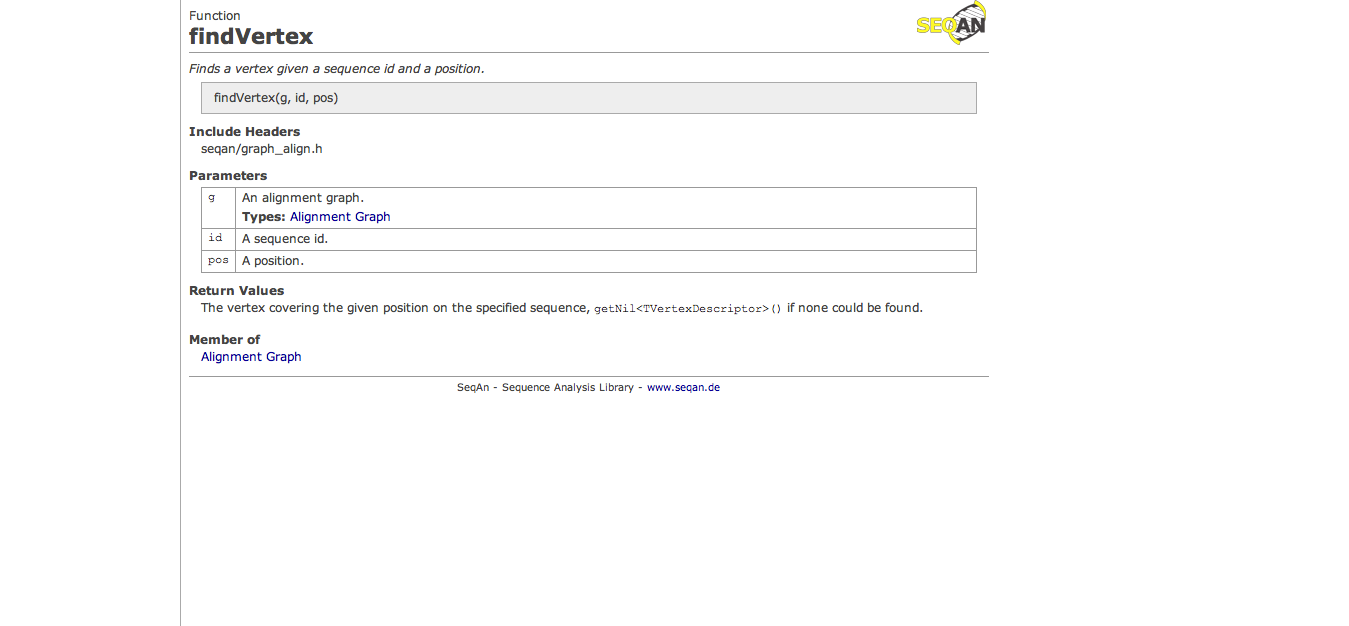 Function
SEQAN
findVertex
Finds a vertex given a sequence id and a position.
findVertex(g, id, pos)
Include Headers
seqan/graph_align.h
Parameters
g An alignment graph.
Types: Alignment Graph
id A sequence id.
pos A position.
Return Values
The vertex covering the given position on the specified sequence, getNil<TVertexDescriptor>() if none could be found.
Member of
Alignment Graph
SeqAn - Sequence Analysis Library - www.seqan.de